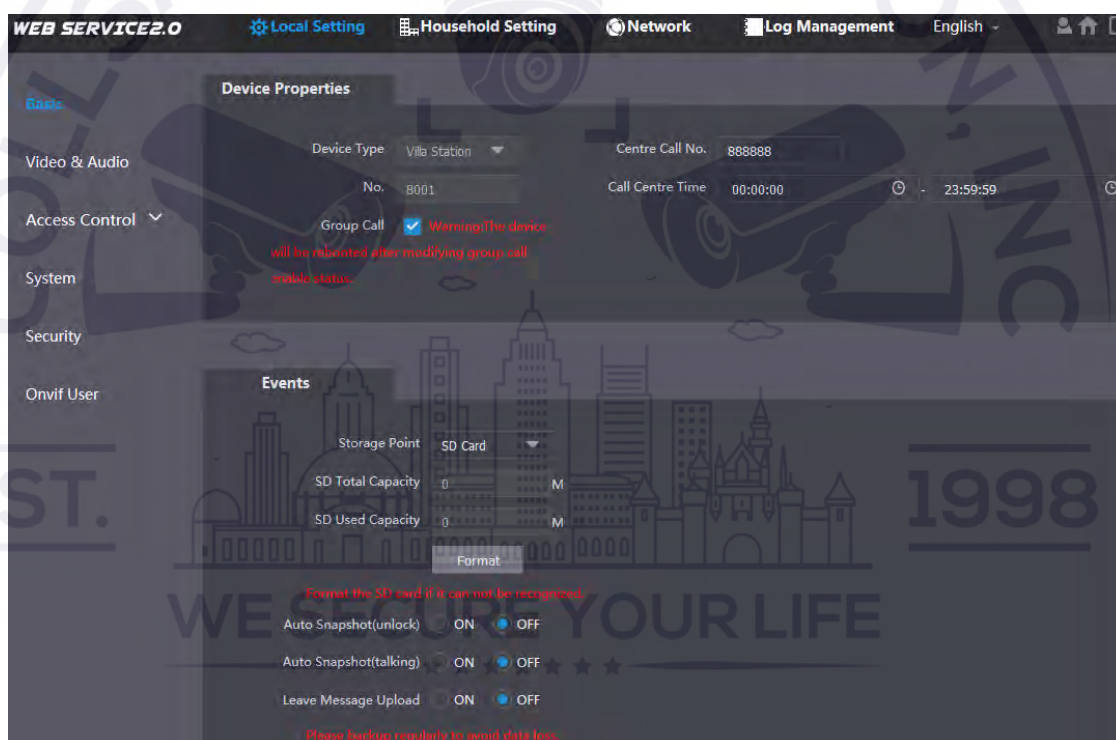 WEB SERVICE2.0 Local Setting Household Setting Network Log Management English
Basic
Video & Audio
Access Control
System
Security
Onvif User
Device Properties
Device Type Villa Station Centre Call No. 888888
No. 8001 Call Centre Time 00:00:00 - 23:59:59
Group Call Warning:The device
will be rebooted after modifying group call
enable status.
Events
Storage Point SD Card
SD Total Capacity 0 M
SD Used Capacity 0 M
Format
Format the SD card if it can not be recognized.
Auto Snapshot(unlock) ON OFF
Auto Snapshot(talking) ON OFF
Leave Message Upload ON OFF
Please backup regularly to avoid data loss.
ST.
1998
WE SECURE YOUR LIFE
ON, INC